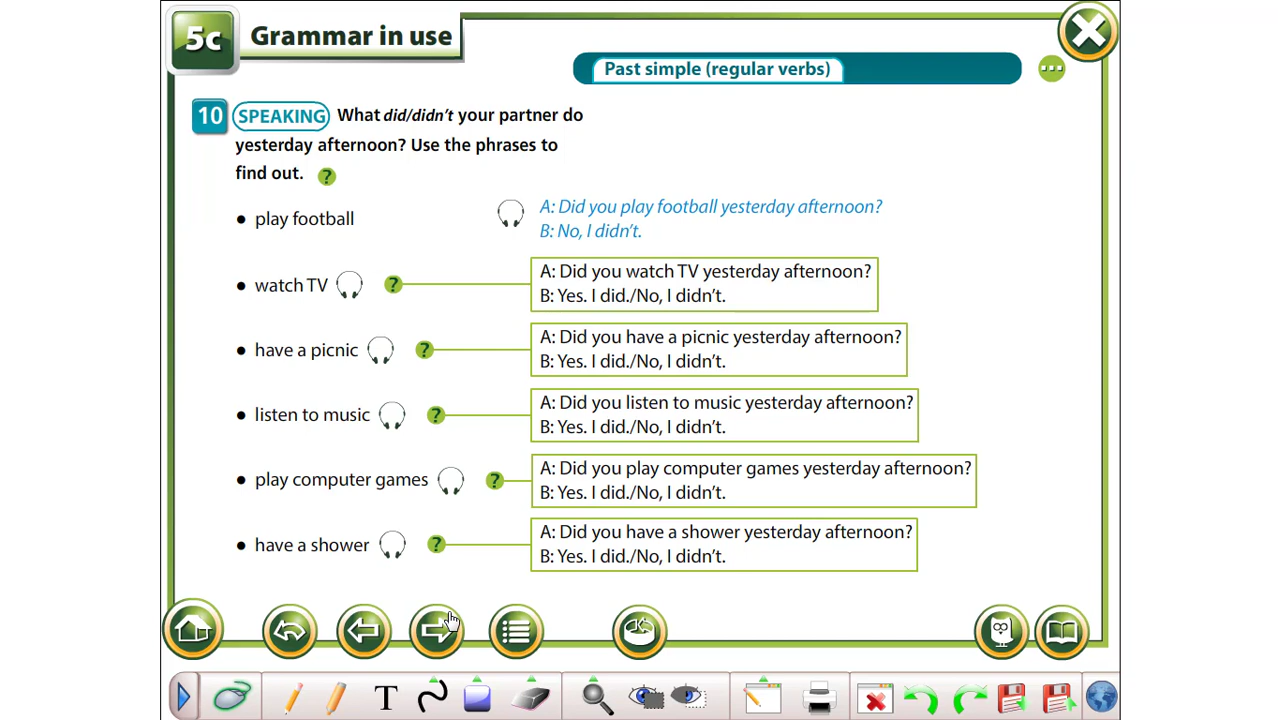 5c Grammar in use
Past simple (regular verbs)
10 SPEAKING What did/didn't your partner do
yesterday afternoon? Use the phrases to
find out. ?
• play football
A: Did you play football yesterday afternoon?
B: No, I didn't.
• watch TV ?
A: Did you watch TV yesterday afternoon?
B: Yes. I did./No, I didn't.
• have a picnic ?
A: Did you have a picnic yesterday afternoon?
B: Yes. I did./No, I didn't.
• listen to music ?
A: Did you listen to music yesterday afternoon?
B: Yes. I did./No, I didn't.
• play computer games ?
A: Did you play computer games yesterday afternoon?
B: Yes. I did./No, I didn't.
• have a shower ?
A: Did you have a shower yesterday afternoon?
B: Yes. I did./No, I didn't.
T